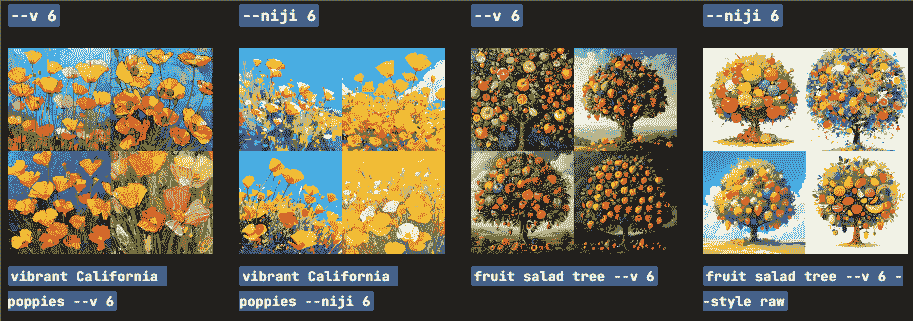 --v 6
--niji 6
--v 6
--niji 6
vibrant California
poppies --v 6
vibrant California
poppies --niji 6
fruit salad tree --v 6
fruit salad tree --v 6 -
-style raw